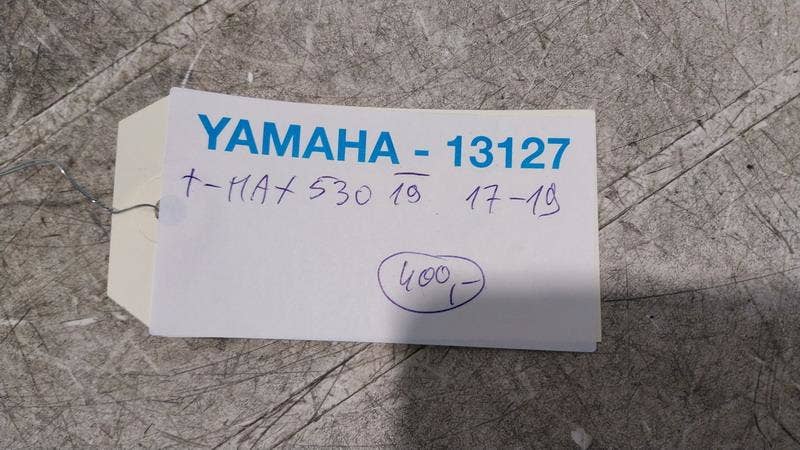 YAMAHA - 13127
T-MAX 530 19 17-19
400,-